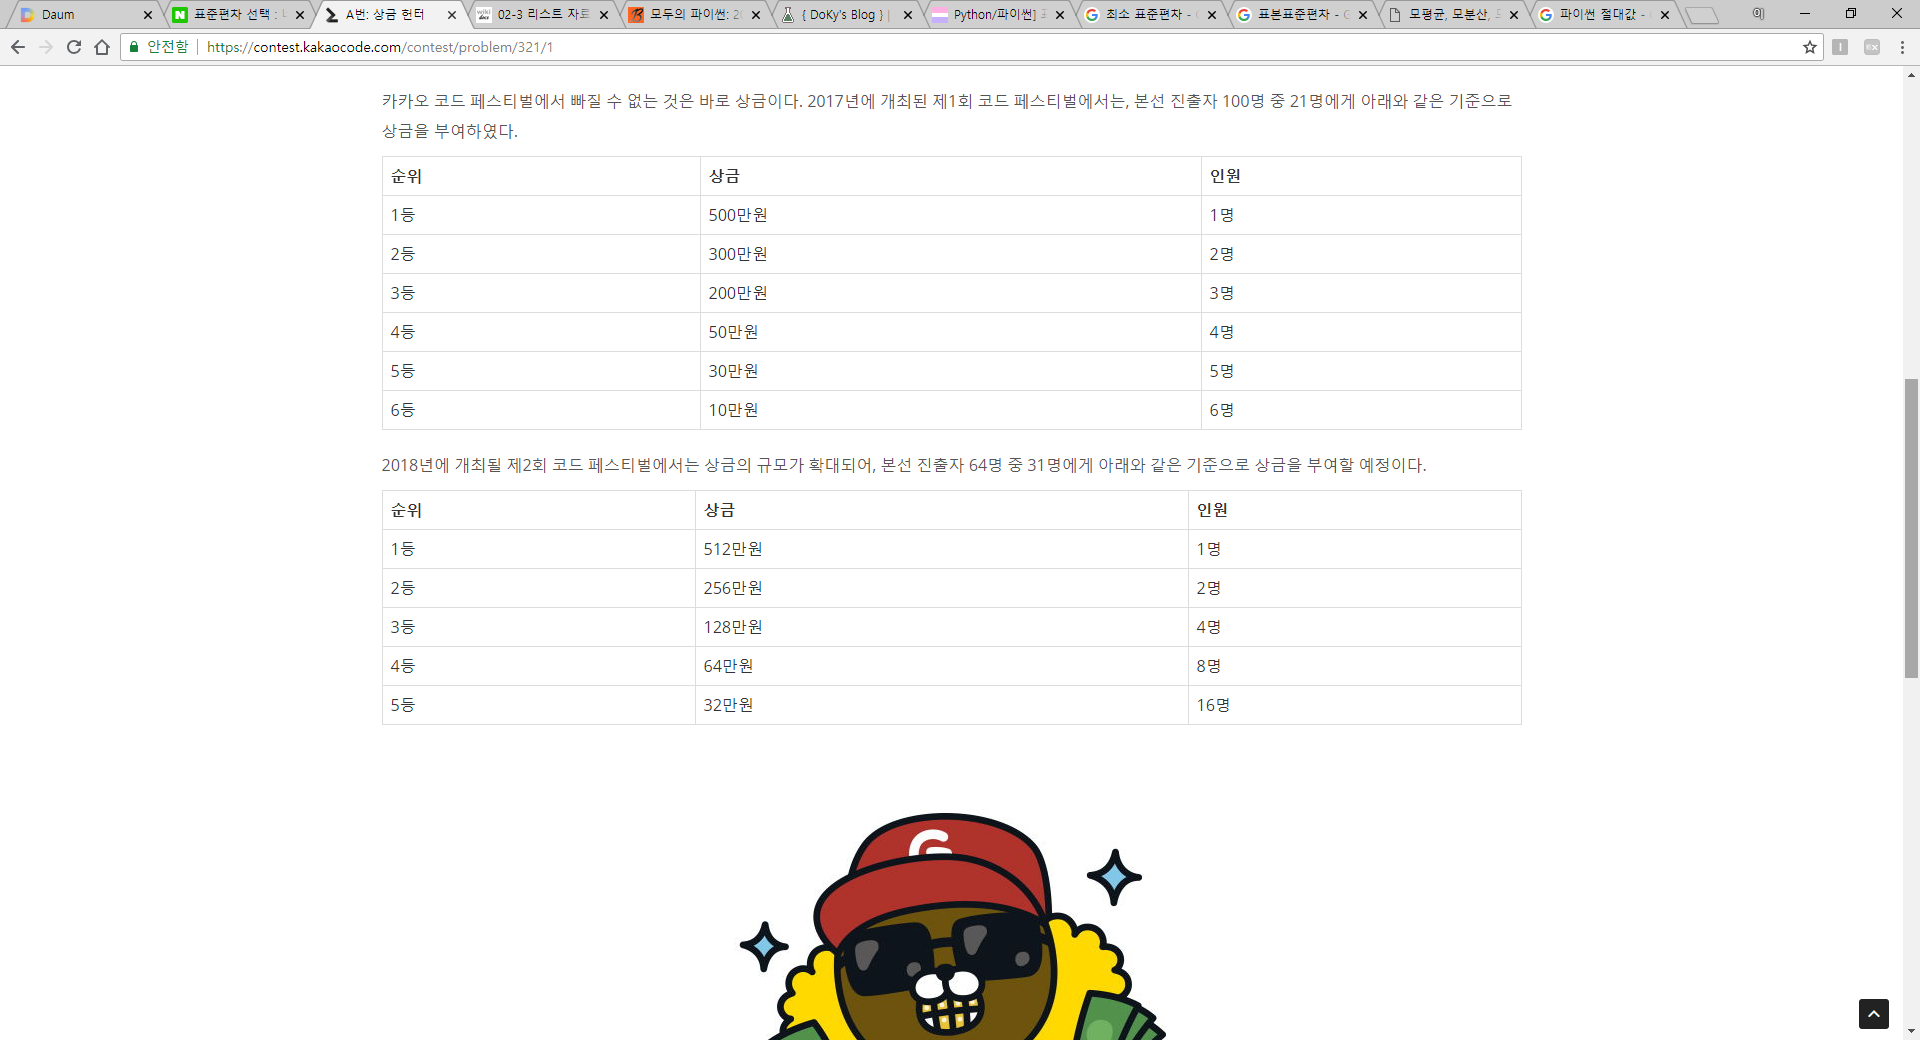 Daum
표준편차 선택 : 네
A번: 상금 헌터
02-3 리스트 자료
모두의 파이썬: 20
{ DoKy's Blog } |
Python/파이썬] 
최소 표준편차 - G
표본표준편차 - G
모평균, 모분산, 
파이썬 절대값 - 
안전함 | https://contest.kakaocode.com/contest/problem/321/1
카카오 코드 페스티벌에서 빠질 수 없는 것은 바로 상금이다. 2017년에 개최된 제1회 코드 페스티벌에서는, 본선 진출자 100명 중 21명에게 아래와 같은 기준으로
상금을 부여하였다.
순위 상금 인원
1등 500만원 1명
2등 300만원 2명
3등 200만원 3명
4등 50만원 4명
5등 30만원 5명
6등 10만원 6명
2018년에 개최될 제2회 코드 페스티벌에서는 상금의 규모가 확대되어, 본선 진출자 64명 중 31명에게 아래와 같은 기준으로 상금을 부여할 예정이다.
순위 상금 인원
1등 512만원 1명
2등 256만원 2명
3등 128만원 4명
4등 64만원 8명
5등 32만원 16명